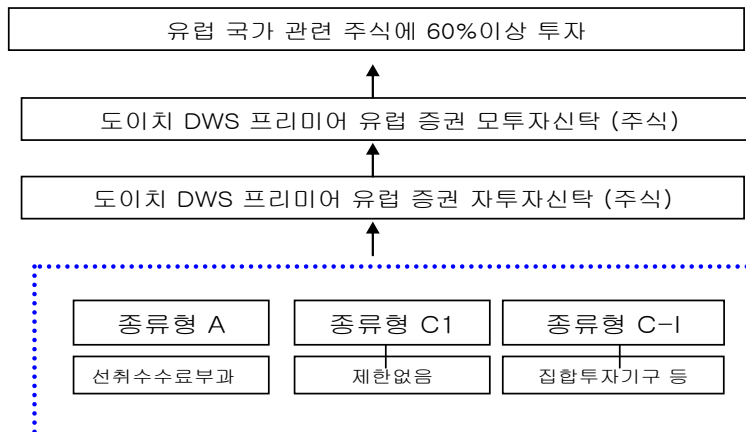 유럽 국가 관련 주식에 60%이상 투자
도이치 DWS 프리미어 유럽 증권 모투자신탁 (주식)
도이치 DWS 프리미어 유럽 증권 자투자신탁 (주식)
종류형 A 종류형 C1 종류형 C-I
선취수수료부과 제한없음 집합투자기구 등